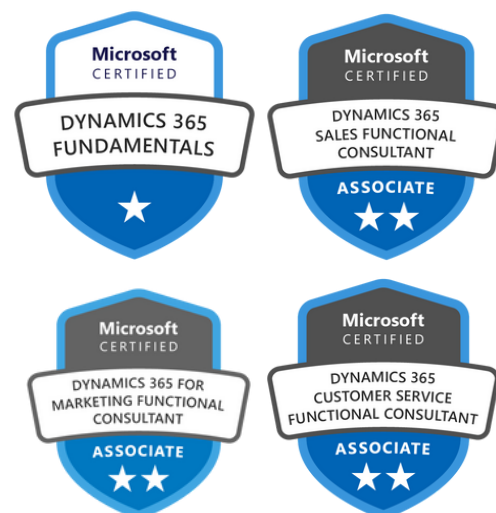 Microsoft
CERTIFIED
DYNAMICS 365
FUNDAMENTALS
Microsoft
CERTIFIED
DYNAMICS 365
SALES FUNCTIONAL
CONSULTANT
ASSOCIATE
Microsoft
CERTIFIED
DYNAMICS 365 FOR
MARKETING FUNCTIONAL
CONSULTANT
ASSOCIATE
Microsoft
CERTIFIED
DYNAMICS 365
CUSTOMER SERVICE
FUNCTIONAL CONSULTANT
ASSOCIATE